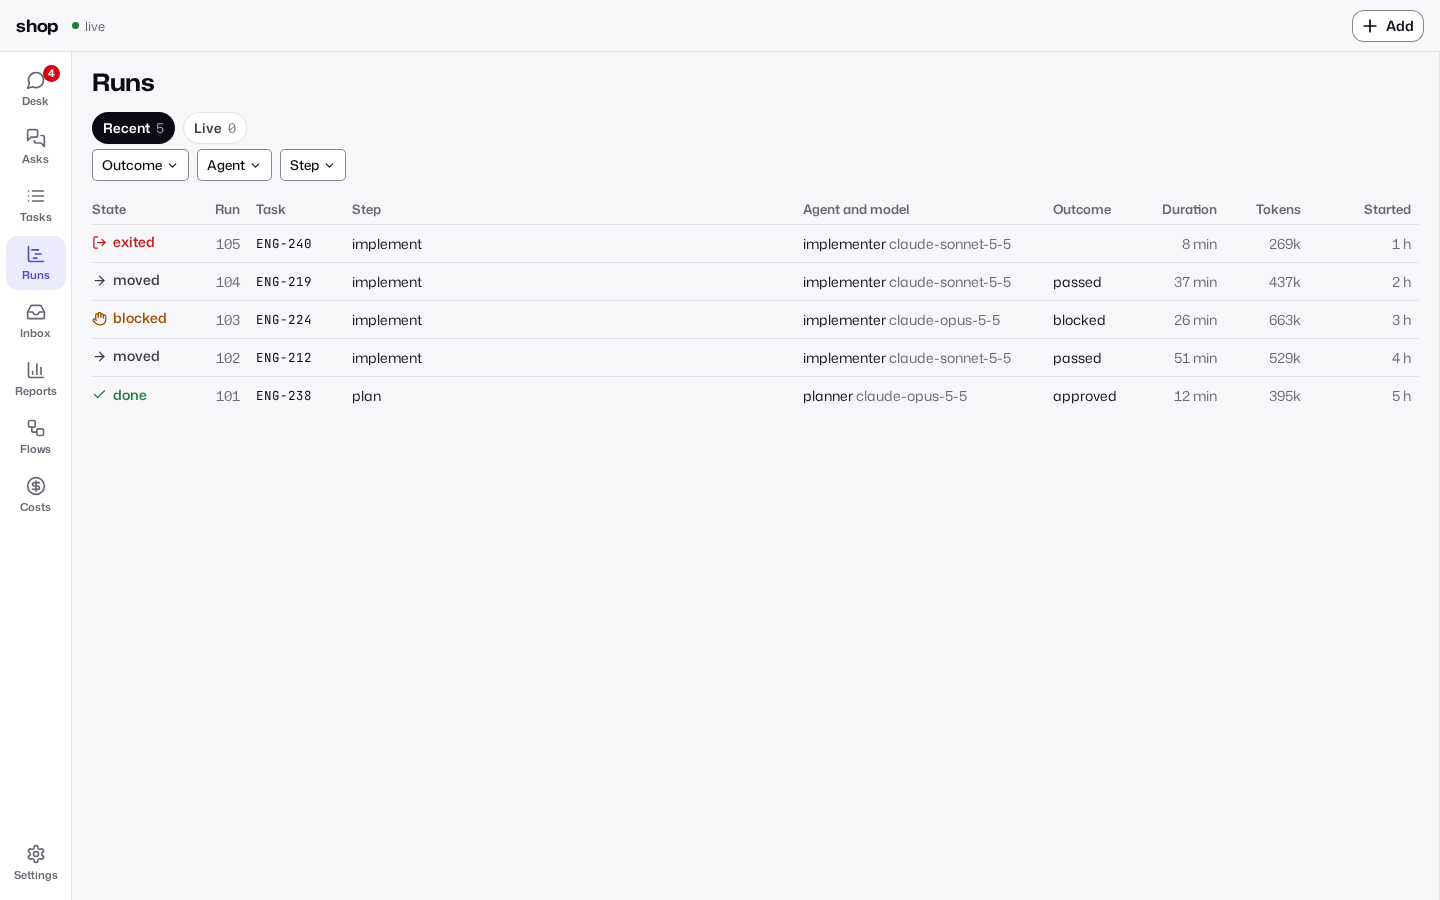 shop live Add
4
Desk
Asks
Tasks
Runs
Inbox
Reports
Flows
Costs
Settings
Runs
Recent 5 Live 0
Outcome Agent Step
State Run Task Step Agent and model Outcome Duration Tokens Started
exited 105 ENG-240 implement implementer claude-sonnet-5-5 8 min 269k 1 h
moved 104 ENG-219 implement implementer claude-sonnet-5-5 passed 37 min 437k 2 h
blocked 103 ENG-224 implement implementer claude-opus-5-5 blocked 26 min 663k 3 h
moved 102 ENG-212 implement implementer claude-sonnet-5-5 passed 51 min 529k 4 h
done 101 ENG-238 plan planner claude-opus-5-5 approved 12 min 395k 5 h